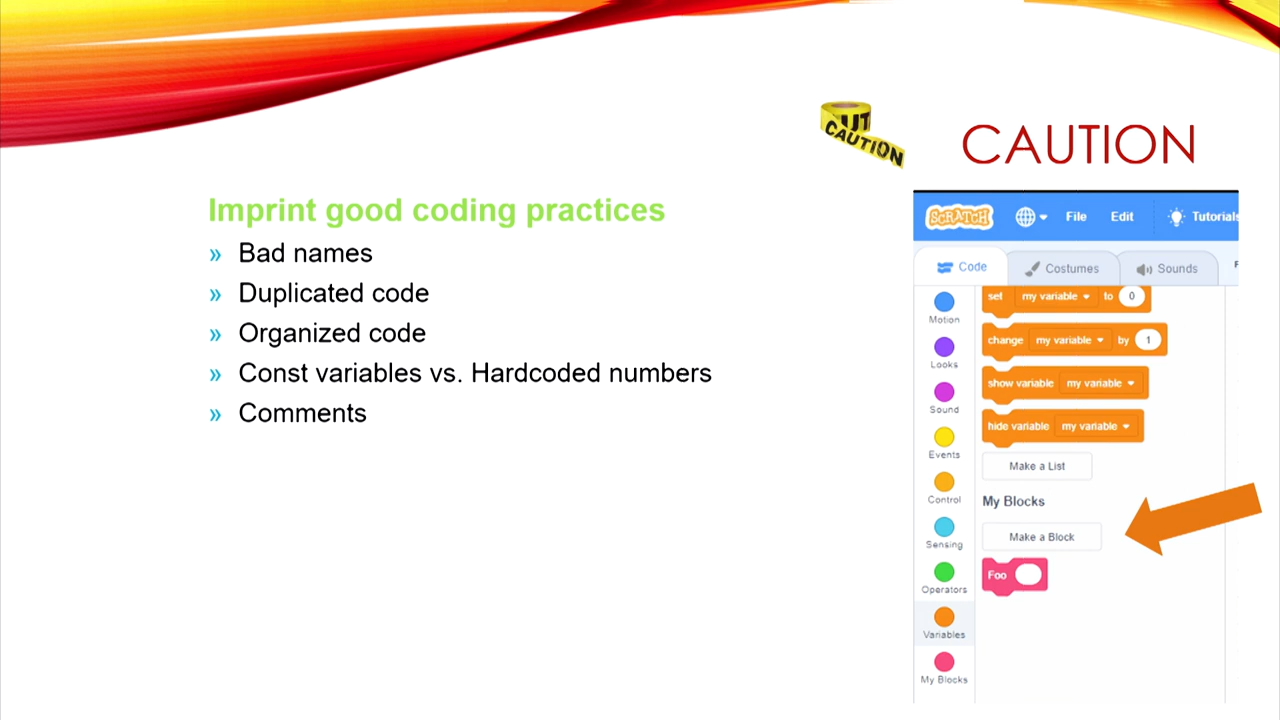 UT
CAUTION
CAUTION
Imprint good coding practices
» Bad names
» Duplicated code
» Organized code
» Const variables vs. Hardcoded numbers
» Comments
SCRATCH File Edit Tutorials
Code Costumes Sounds
set my variable to 0
Motion
change my variable by 1
Looks
show variable my variable
Sound
hide variable my variable
Events
Make a List
Control
My Blocks
Make a Block
Sensing
Foo
Operators
Variables
My Blocks